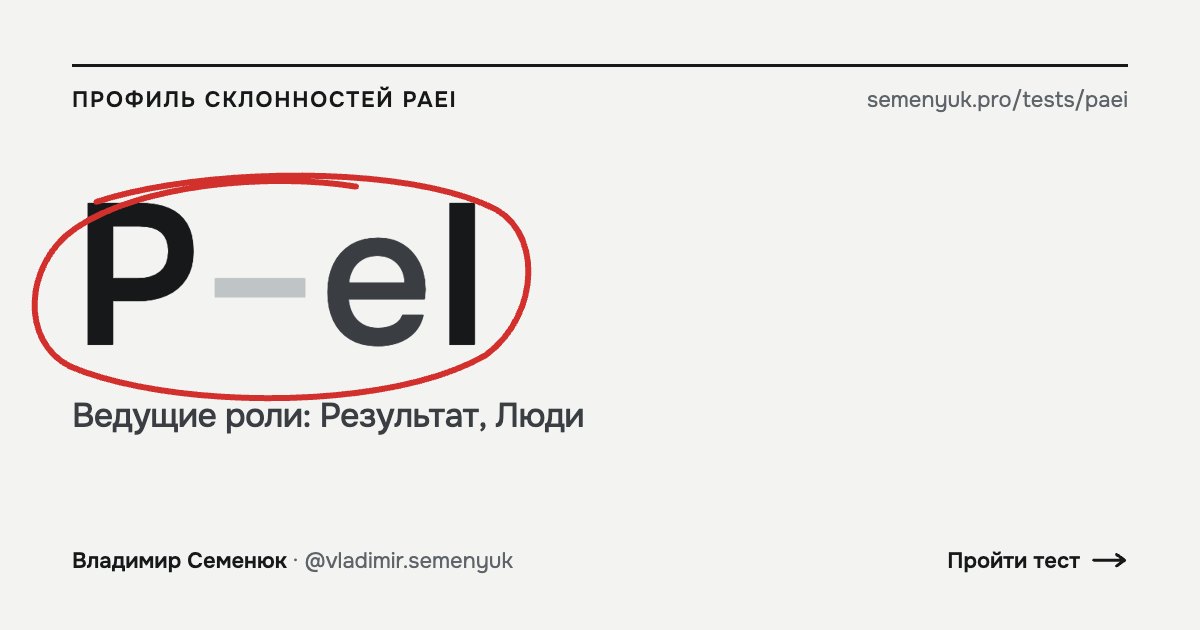 ПРОФИЛЬ СКЛОННОСТЕЙ PAEI
semenyuk.pro/tests/paei
P–eI
Ведущие роли: Результат, Люди
Владимир Семенюк · @vladimir.semenyuk
Пройти тест →